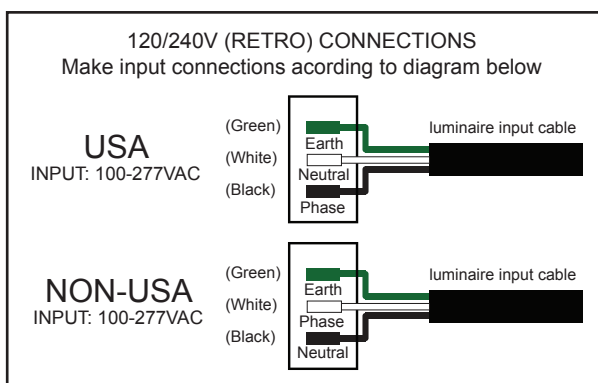 120/240V (RETRO) CONNECTIONS
Make input connections acording to diagram below
USA
INPUT: 100-277VAC
(Green)
Earth
(White)
Neutral
(Black)
Phase
luminaire input cable
NON-USA
INPUT: 100-277VAC
(Green)
Earth
(White)
Phase
(Black)
Neutral
luminaire input cable